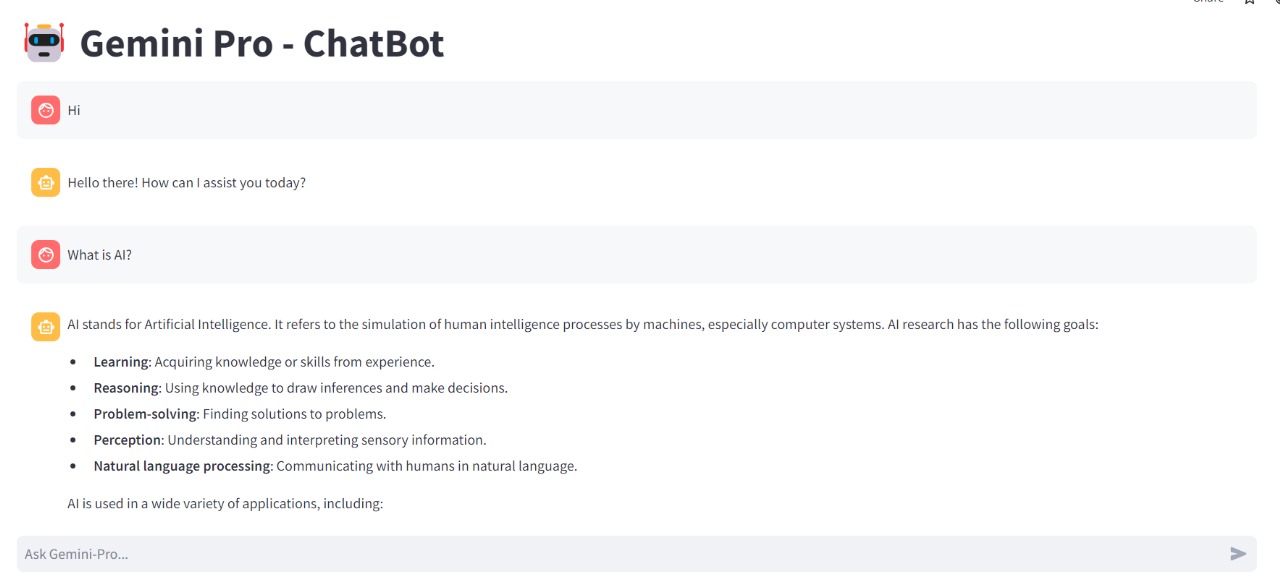 Share
Gemini Pro - ChatBot
Hi
Hello there! How can I assist you today?
What is AI?
AI stands for Artificial Intelligence. It refers to the simulation of human intelligence processes by machines, especially computer systems. AI research has the following goals:
• Learning: Acquiring knowledge or skills from experience.
• Reasoning: Using knowledge to draw inferences and make decisions.
• Problem-solving: Finding solutions to problems.
• Perception: Understanding and interpreting sensory information.
• Natural language processing: Communicating with humans in natural language.
AI is used in a wide variety of applications, including:
Ask Gemini-Pro...